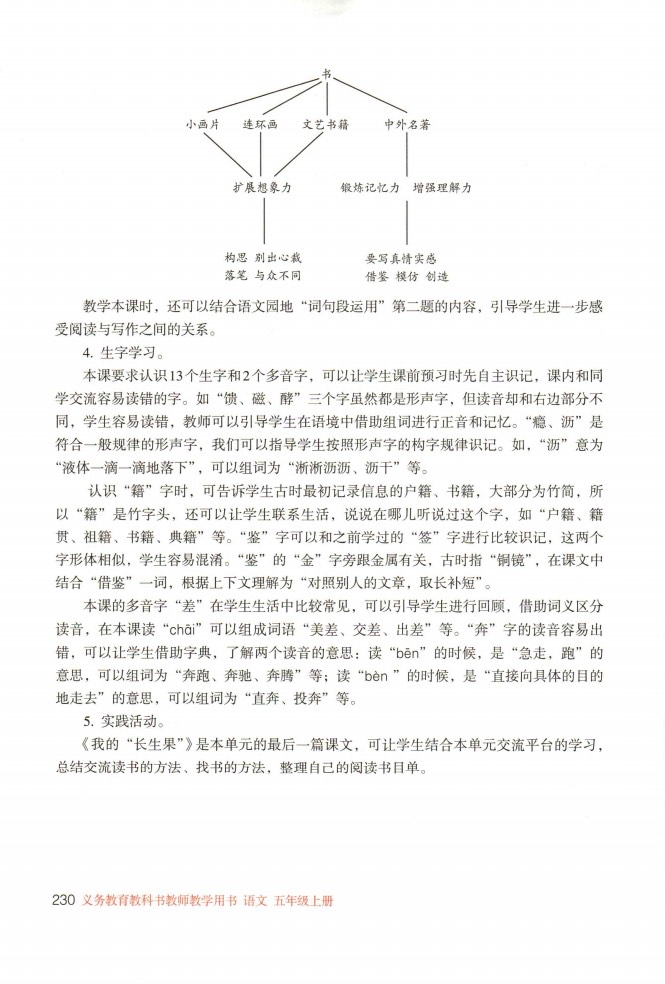 书
小画片 连环画 文艺书籍 中外名著
扩展想象力 锻炼记忆力 增强理解力
构思 别出心裁 要写真情实感
落笔 与众不同 借鉴 模仿 创造
教学本课时，还可以结合语文园地“词句段运用”第二题的内容，引导学生进一步感
受阅读与写作之间的关系。
4. 生字学习。
本课要求认识13个生字和2个多音字，可以让学生课前预习时先自主识记，课内和同
学交流容易读错的字。如“馈、磁、酵”三个字虽然都是形声字，但读音却和右边部分不
同，学生容易读错，教师可以引导学生在语境中借助组词进行正音和记忆。“瘾、沥”是
符合一般规律的形声字，我们可以指导学生按照形声字的构字规律识记。如，“沥”意为
“液体一滴一滴地落下”，可以组词为“淅淅沥沥、沥干”等。
认识“籍”字时，可告诉学生古时最初记录信息的户籍、书籍，大部分为竹简，所
以“籍”是竹字头，还可以让学生联系生活，说说在哪儿听说过这个字，如“户籍、籍
贯、祖籍、书籍、典籍”等。“鉴”字可以和之前学过的“签”字进行比较识记，这两个
字形体相似，学生容易混淆。“鉴”的“金”字旁跟金属有关，古时指“铜镜”，在课文中
结合“借鉴”一词，根据上下文理解为“对照别人的文章，取长补短”。
本课的多音字“差”在学生生活中比较常见，可以引导学生进行回顾，借助词义区分
读音，在本课读“chāi”可以组成词语“美差、交差、出差”等。“奔”字的读音容易出
错，可以让学生借助字典，了解两个读音的意思：读“bēn”的时候，是“急走，跑”的
意思，可以组词为“奔跑、奔驰、奔腾”等；读“bèn ”的时候，是“直接向具体的目的
地走去”的意思，可以组词为“直奔、投奔”等。
5. 实践活动。
《我的“长生果”》是本单元的最后一篇课文，可让学生结合本单元交流平台的学习，
总结交流读书的方法、找书的方法，整理自己的阅读书目单。
230 义务教育教科书教师教学用书 语文 五年级上册